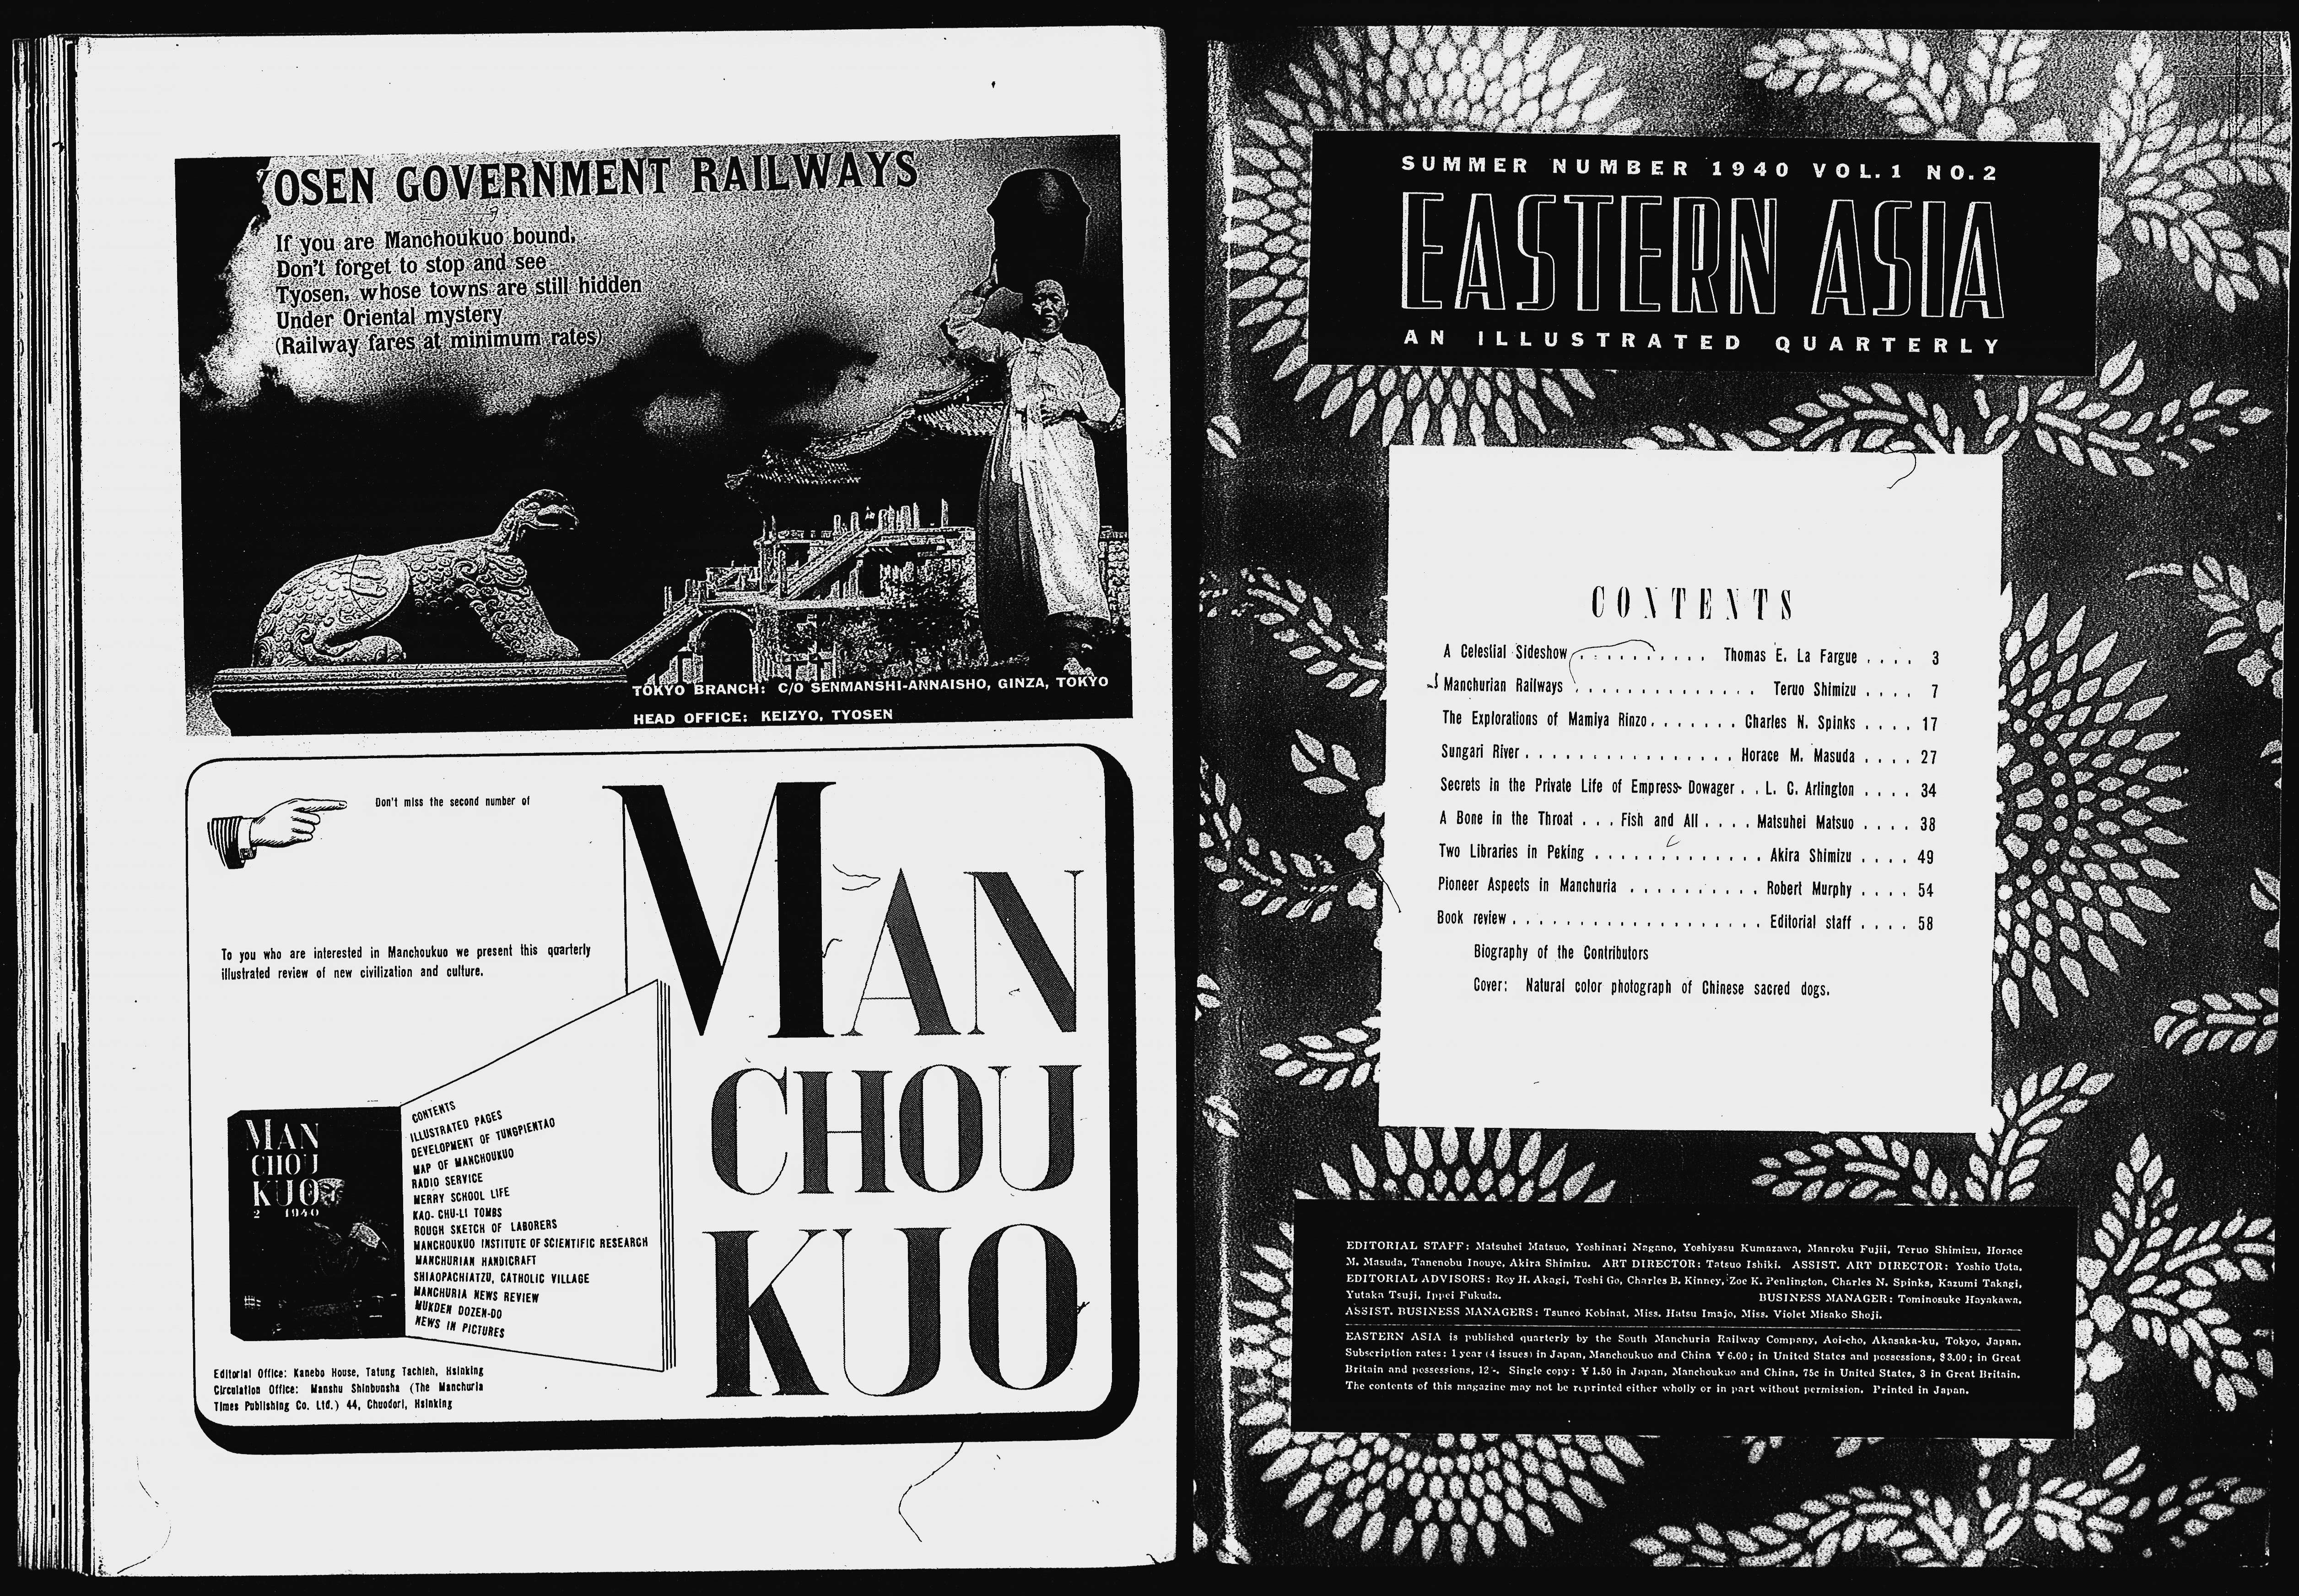 YOSEN GOVERNMENT RAILWAYS
If you are Manchoukuo bound,
Don't forget to stop and see
Tyosen, whose towns are still hidden
Under Oriental mystery
(Railway fares at minimum rates)
TOKYO BRANCH: C/O SENMANSHI-ANNAISHO, GINZA, TOKYO
HEAD OFFICE: KEIZYO, TYOSEN
Don't miss the second number of
MAN
CHOU
KUO
To you who are interested in Manchoukuo we present this quarterly
illustrated review of new civilization and culture.
MAN
CHOU
KUO
2 1940
CONTENTS
ILLUSTRATED PAGES
DEVELOPMENT OF TUNGPIENTAO
MAP OF MANCHOUKUO
RADIO SERVICE
MERRY SCHOOL LIFE
KAO-CHU-LI TOMBS
ROUGH SKETCH OF LABORERS
MANCHOUKUO INSTITUTE OF SCIENTIFIC RESEARCH
MANCHURIAN HANDICRAFT
SHIAOPACHIATZU, CATHOLIC VILLAGE
MANCHURIA NEWS REVIEW
MUKDEN DOZEN-DO
NEWS IN PICTURES
Editorial Office: Kanebo House, Tatung Tachieh, Hsinking
Circulation Office: Manshu Shinbunsha (The Manchuria
Times Publishing Co. Ltd.) 44, Chuodori, Hsinking
SUMMER NUMBER 1940 VOL. 1 NO. 2
EASTERN ASIA
AN ILLUSTRATED QUARTERLY
CONTENTS
A Celestial Sideshow . . . . . . . . . . Thomas E. La Fargue . . . . 3
Manchurian Railways . . . . . . . . . . . . . . Teruo Shimizu . . . . 7
The Explorations of Mamiya Rinzo . . . . . . . Charles N. Spinks . . . . 17
Sungari River . . . . . . . . . . . . . . . . Horace M. Masuda . . . . 27
Secrets in the Private Life of Empress Dowager . . L. C. Arlington . . . . 34
A Bone in the Throat . . . Fish and All . . . . Matsuhei Matsuo . . . . 38
Two Libraries in Peking . . . . . . . . . . . . . Akira Shimizu . . . . 49
Pioneer Aspects in Manchuria . . . . . . . . . . Robert Murphy . . . . 54
Book review . . . . . . . . . . . . . . . . . . . Editorial staff . . . . 58
Biography of the Contributors
Cover: Natural color photograph of Chinese sacred dogs.
EDITORIAL STAFF: Matsuhei Matsuo, Yoshinari Nagano, Yoshiyasu Kumazawa, Manroku Fujii, Teruo Shimizu, Horace
M. Masuda, Tanenobu Inouye, Akira Shimizu. ART DIRECTOR: Tatsuo Ishiki. ASSIST. ART DIRECTOR: Yoshio Uota.
EDITORIAL ADVISORS: Roy H. Akagi, Toshi Go, Charles B. Kinney, Zoe K. Penlington, Charles N. Spinks, Kazumi Takagi,
Yutaka Tsuji, Ippei Fukuda. BUSINESS MANAGER: Tominosuke Hayakawa.
ASSIST. BUSINESS MANAGERS: Tsuneo Kobinat, Miss. Hatsu Imajo, Miss. Violet Misako Shoji.
EASTERN ASIA is published quarterly by the South Manchuria Railway Company, Aoi-cho, Akasaka-ku, Tokyo, Japan.
Subscription rates: 1 year (4 issues) in Japan, Manchoukuo and China ¥6.00; in United States and possessions, $3.00; in Great
Britain and possessions, 12/-. Single copy: ¥1.50 in Japan, Manchoukuo and China, 75c in United States, 3 in Great Britain.
The contents of this magazine may not be reprinted either wholly or in part without permission. Printed in Japan.